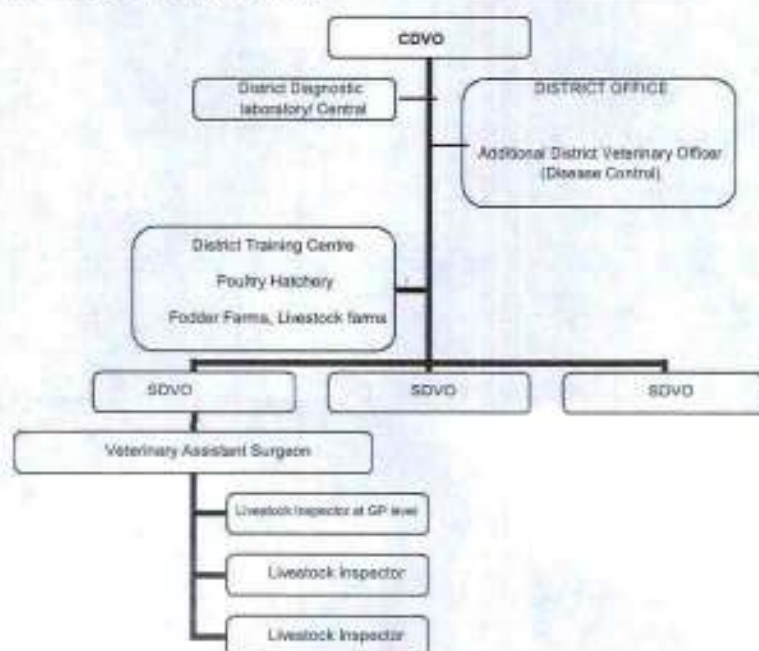 CDVO
District Diagnostic
laboratory/ Central
DISTRICT OFFICE
Additional District Veterinary Officer
(Disease Control)
District Training Centre
Poultry Hatchery
Fodder Farms, Livestock farms
SDVO
SDVO
SDVO
Veterinary Assistant Surgeon
Livestock Inspector at GP level
Livestock Inspector
Livestock Inspector